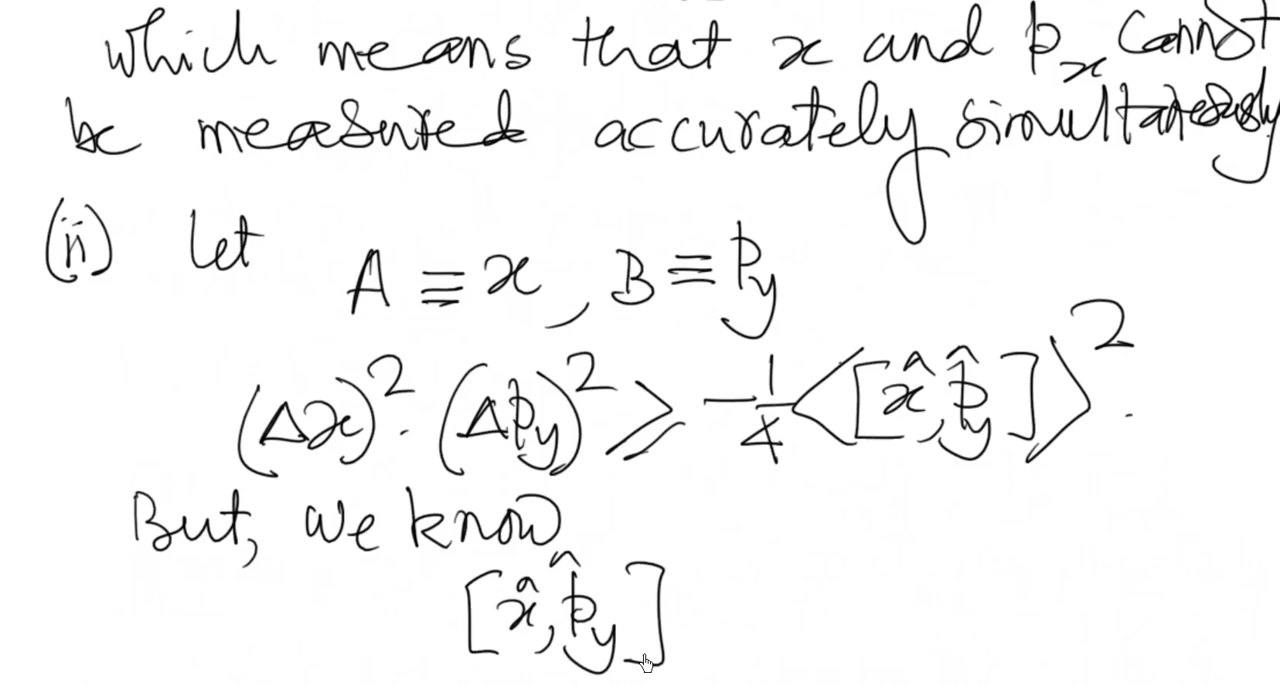 which means that x and pₓ cannot
be measured accurately simultaneously
(ii) Let A ≡ x, B ≡ p_y
(Δx)² · (Δp_y)² ⩾ -1/4 ⟨[x̂, p̂_y]⟩² .
But, we know
[x̂, p̂_y]